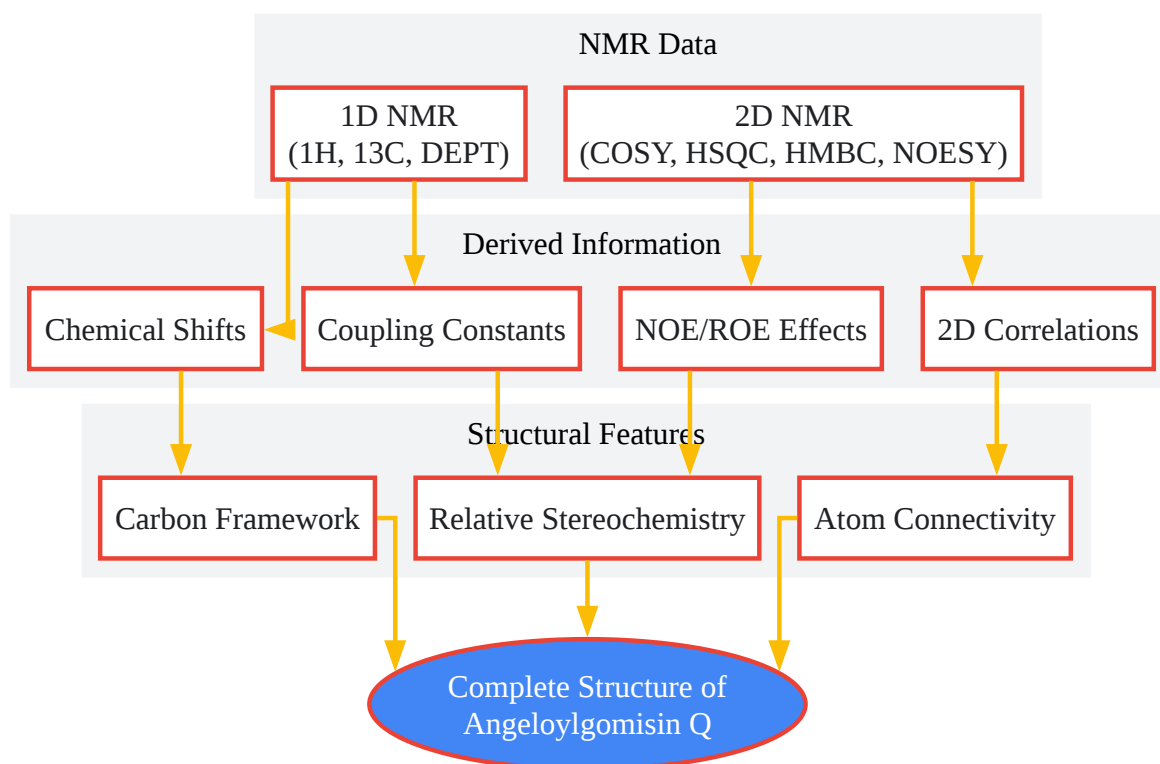 NMR Data
1D NMR
(1H, 13C, DEPT)
2D NMR
(COSY, HSQC, HMBC, NOESY)
Derived Information
Chemical Shifts
Coupling Constants
NOE/ROE Effects
2D Correlations
Structural Features
Carbon Framework
Relative Stereochemistry
Atom Connectivity
Complete Structure of
Angeloylgomisin Q